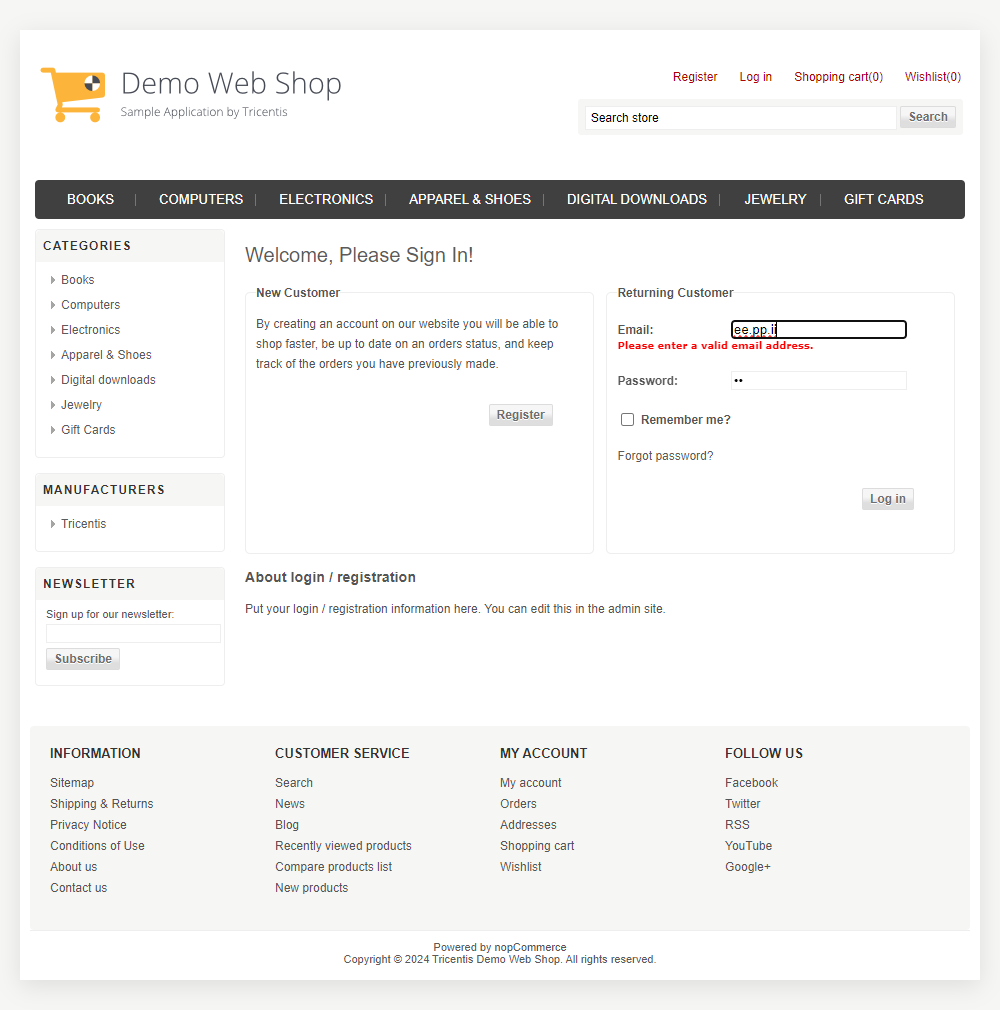 Demo Web Shop
Sample Application by Tricentis
Register Log in Shopping cart(0) Wishlist(0)
Search store Search
BOOKS COMPUTERS ELECTRONICS APPAREL & SHOES DIGITAL DOWNLOADS JEWELRY GIFT CARDS
CATEGORIES
Books
Computers
Electronics
Apparel & Shoes
Digital downloads
Jewelry
Gift Cards
MANUFACTURERS
Tricentis
NEWSLETTER
Sign up for our newsletter:
Subscribe
Welcome, Please Sign In!
New Customer
By creating an account on our website you will be able to
shop faster, be up to date on an orders status, and keep
track of the orders you have previously made.
Register
Returning Customer
Email: ee.pp.ii
Please enter a valid email address.
Password: ••
Remember me?
Forgot password?
Log in
About login / registration
Put your login / registration information here. You can edit this in the admin site.
INFORMATION
Sitemap
Shipping & Returns
Privacy Notice
Conditions of Use
About us
Contact us
CUSTOMER SERVICE
Search
News
Blog
Recently viewed products
Compare products list
New products
MY ACCOUNT
My account
Orders
Addresses
Shopping cart
Wishlist
FOLLOW US
Facebook
Twitter
RSS
YouTube
Google+
Powered by nopCommerce
Copyright © 2024 Tricentis Demo Web Shop. All rights reserved.